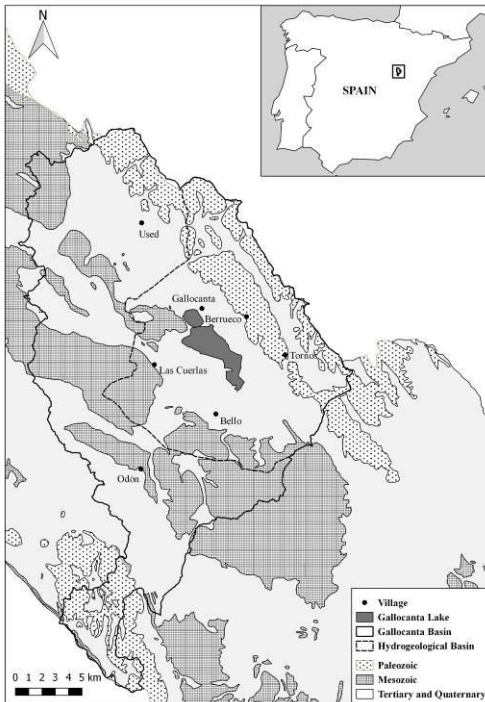 N
SPAIN
Used
Gallocanta
Berrueco
Tornos
Las Cuerlas
Bello
Odón
Village
Gallocanta Lake
Gallocanta Basin
Hydrogeological Basin
Paleozoic
Mesozoic
Tertiary and Quaternary
0 1 2 3 4 5 km